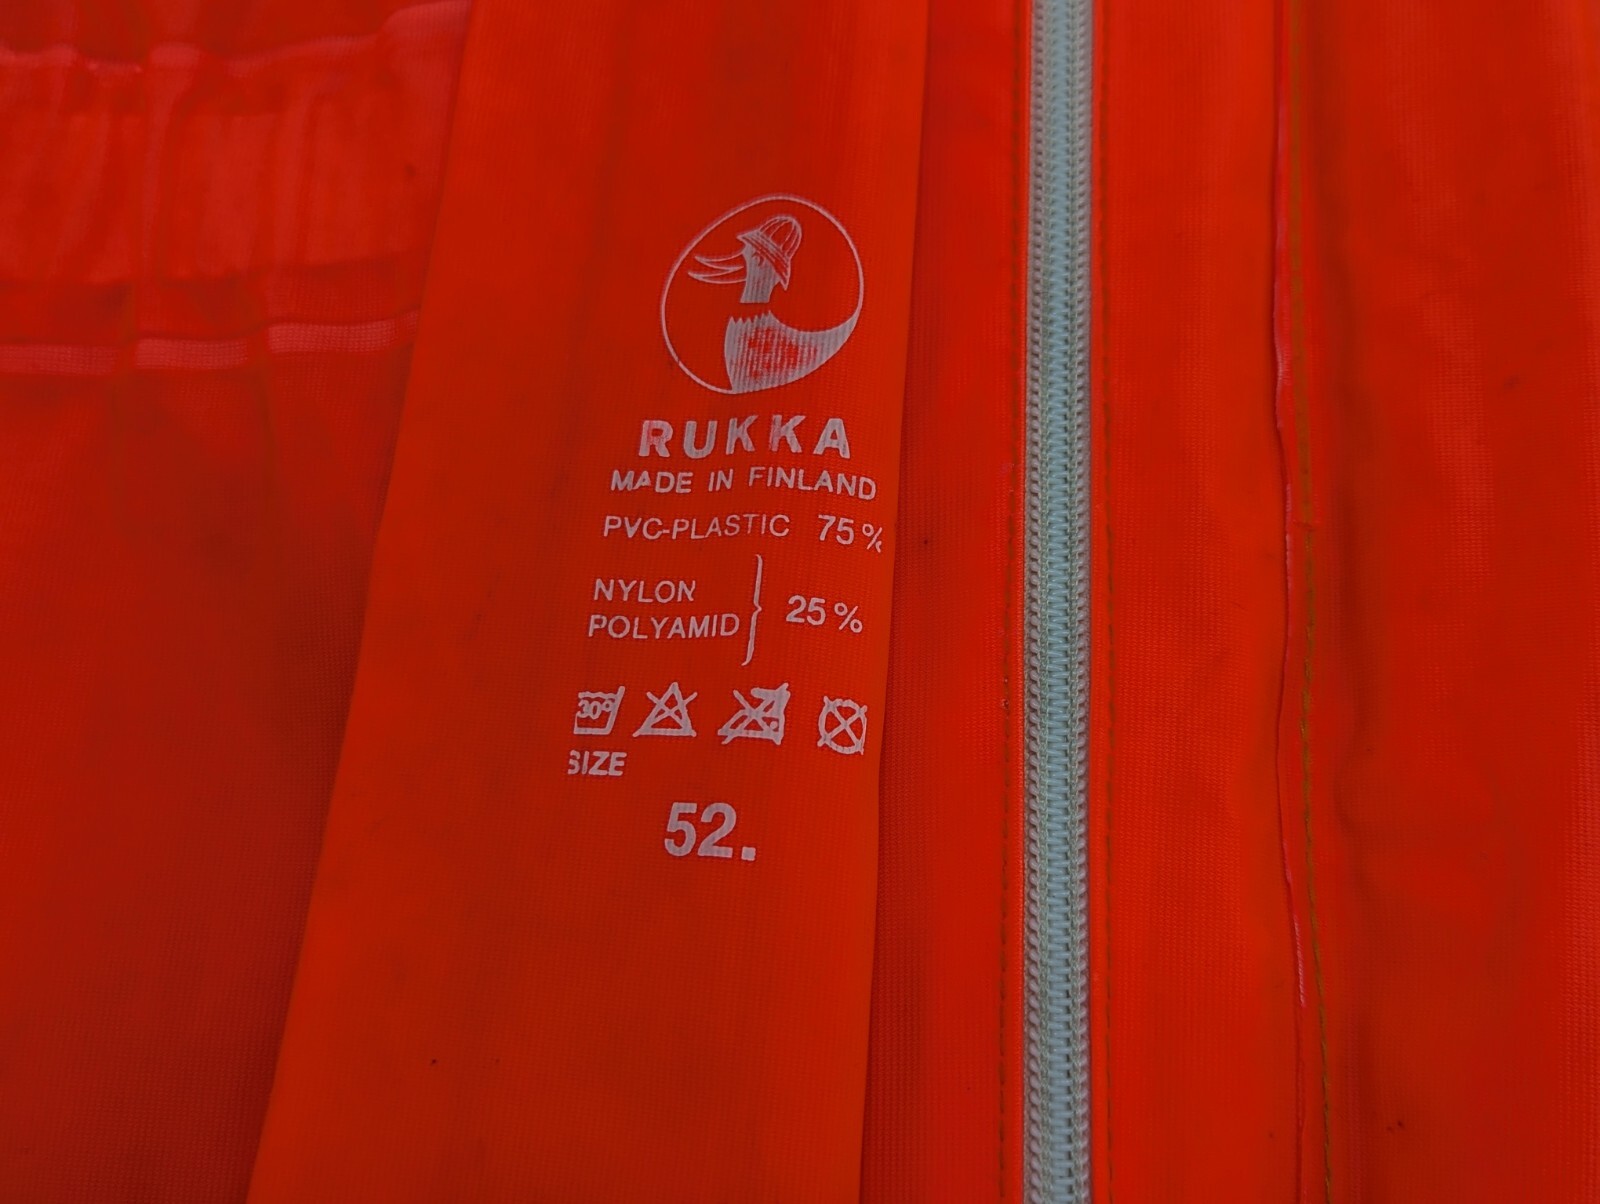 RUKKA
MADE IN FINLAND
PVC-PLASTIC 75%
NYLON
POLYAMID } 25%
30°
SIZE
52.